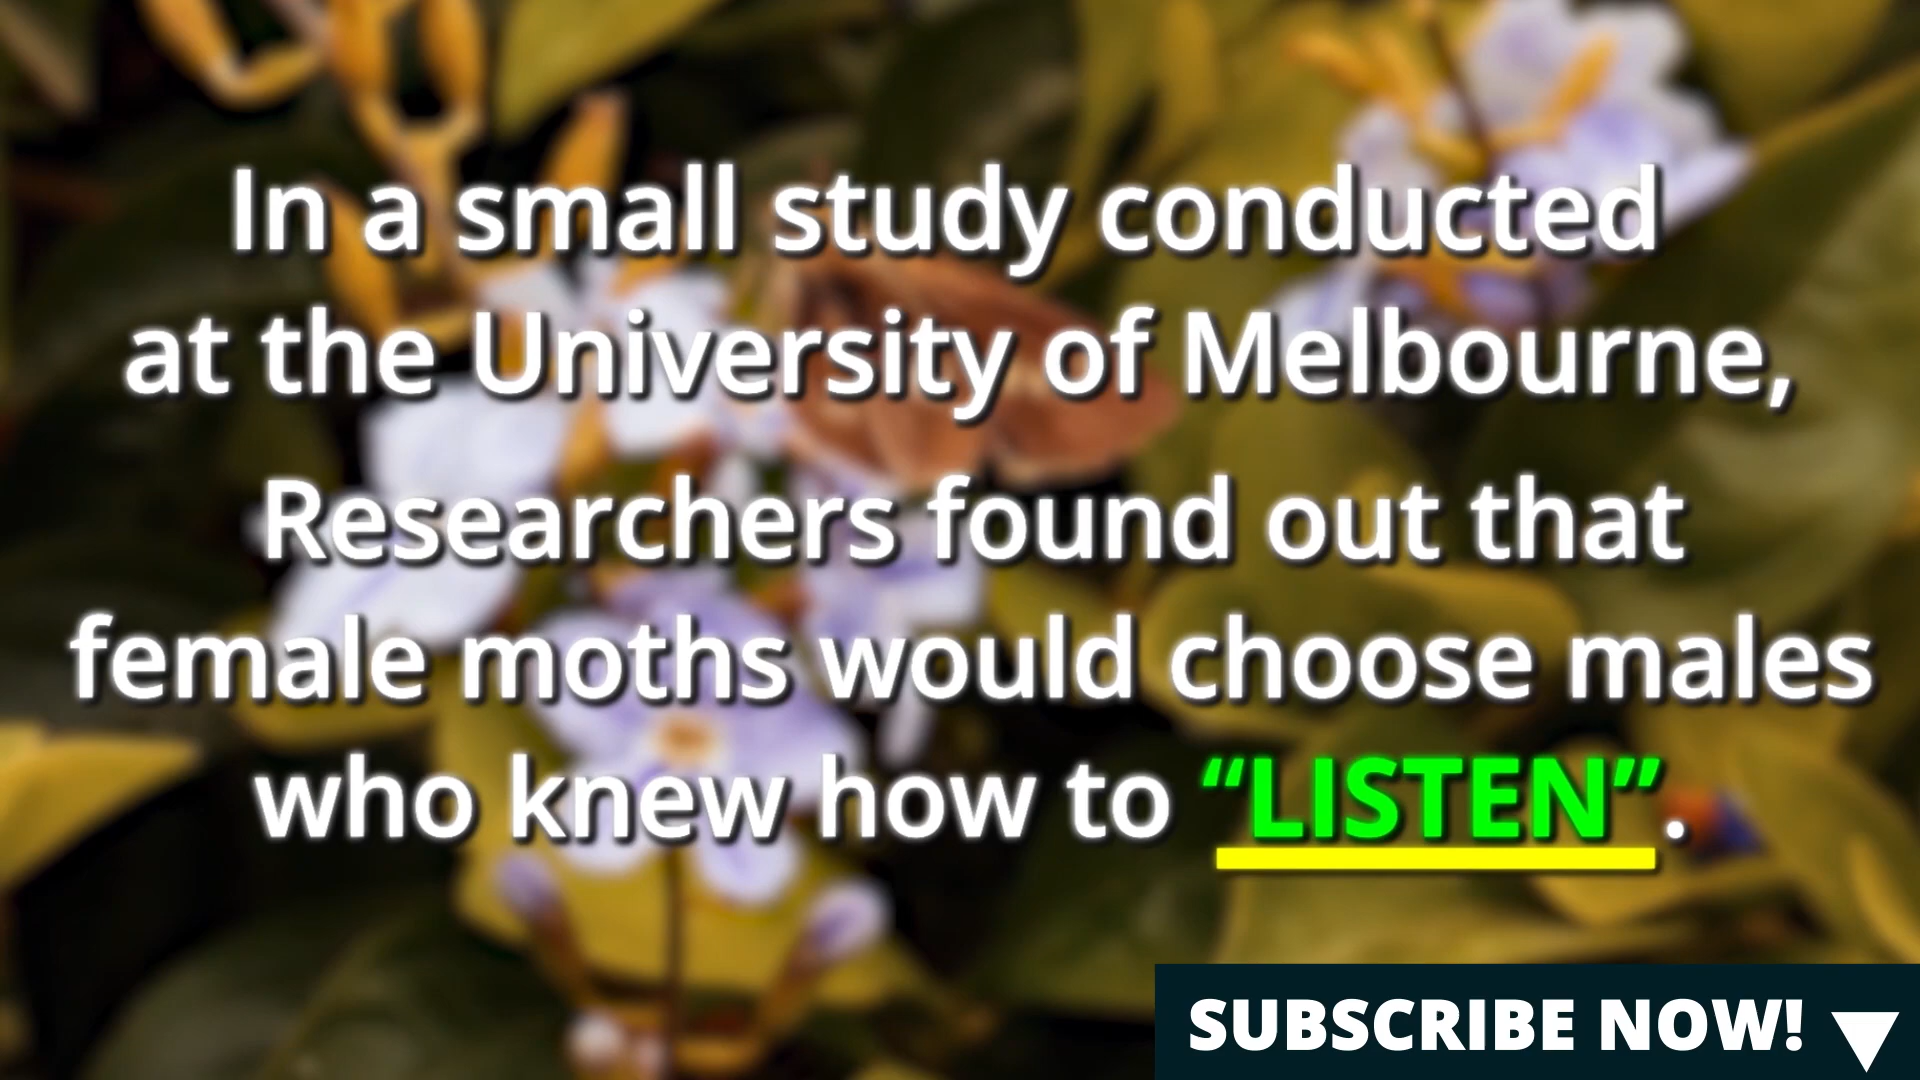 In a small study conducted
at the University of Melbourne,
Researchers found out that
female moths would choose males
who knew how to “LISTEN”.
SUBSCRIBE NOW!